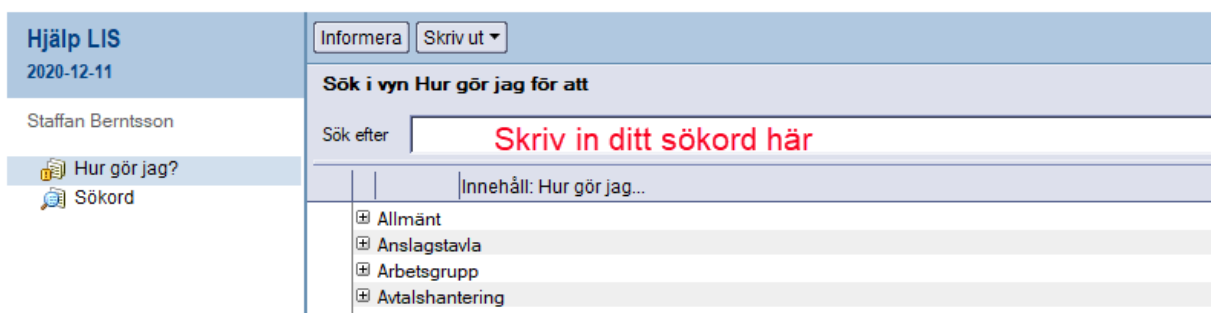 Hjälp LIS
2020-12-11
Staffan Berntsson
Hur gör jag?
Sökord
Informera Skriv ut
Sök i vyn Hur gör jag för att
Sök efter Skriv in ditt sökord här
Innehåll: Hur gör jag...
Allmänt
Anslagstavla
Arbetsgrupp
Avtalshantering